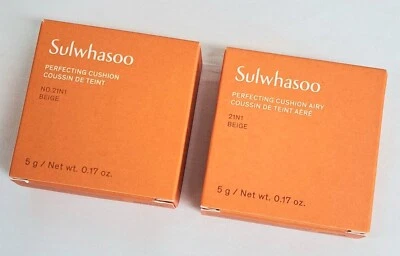 Sulwhasoo
PERFECTING CUSHION
COUSSIN DE TEINT
NO.21N1
BEIGE
5 g / Net wt. 0.17 oz.
Sulwhasoo
PERFECTING CUSHION AIRY
COUSSIN DE TEINT AÉRÉ
21N1
BEIGE
5 g / Net wt. 0.17 oz.